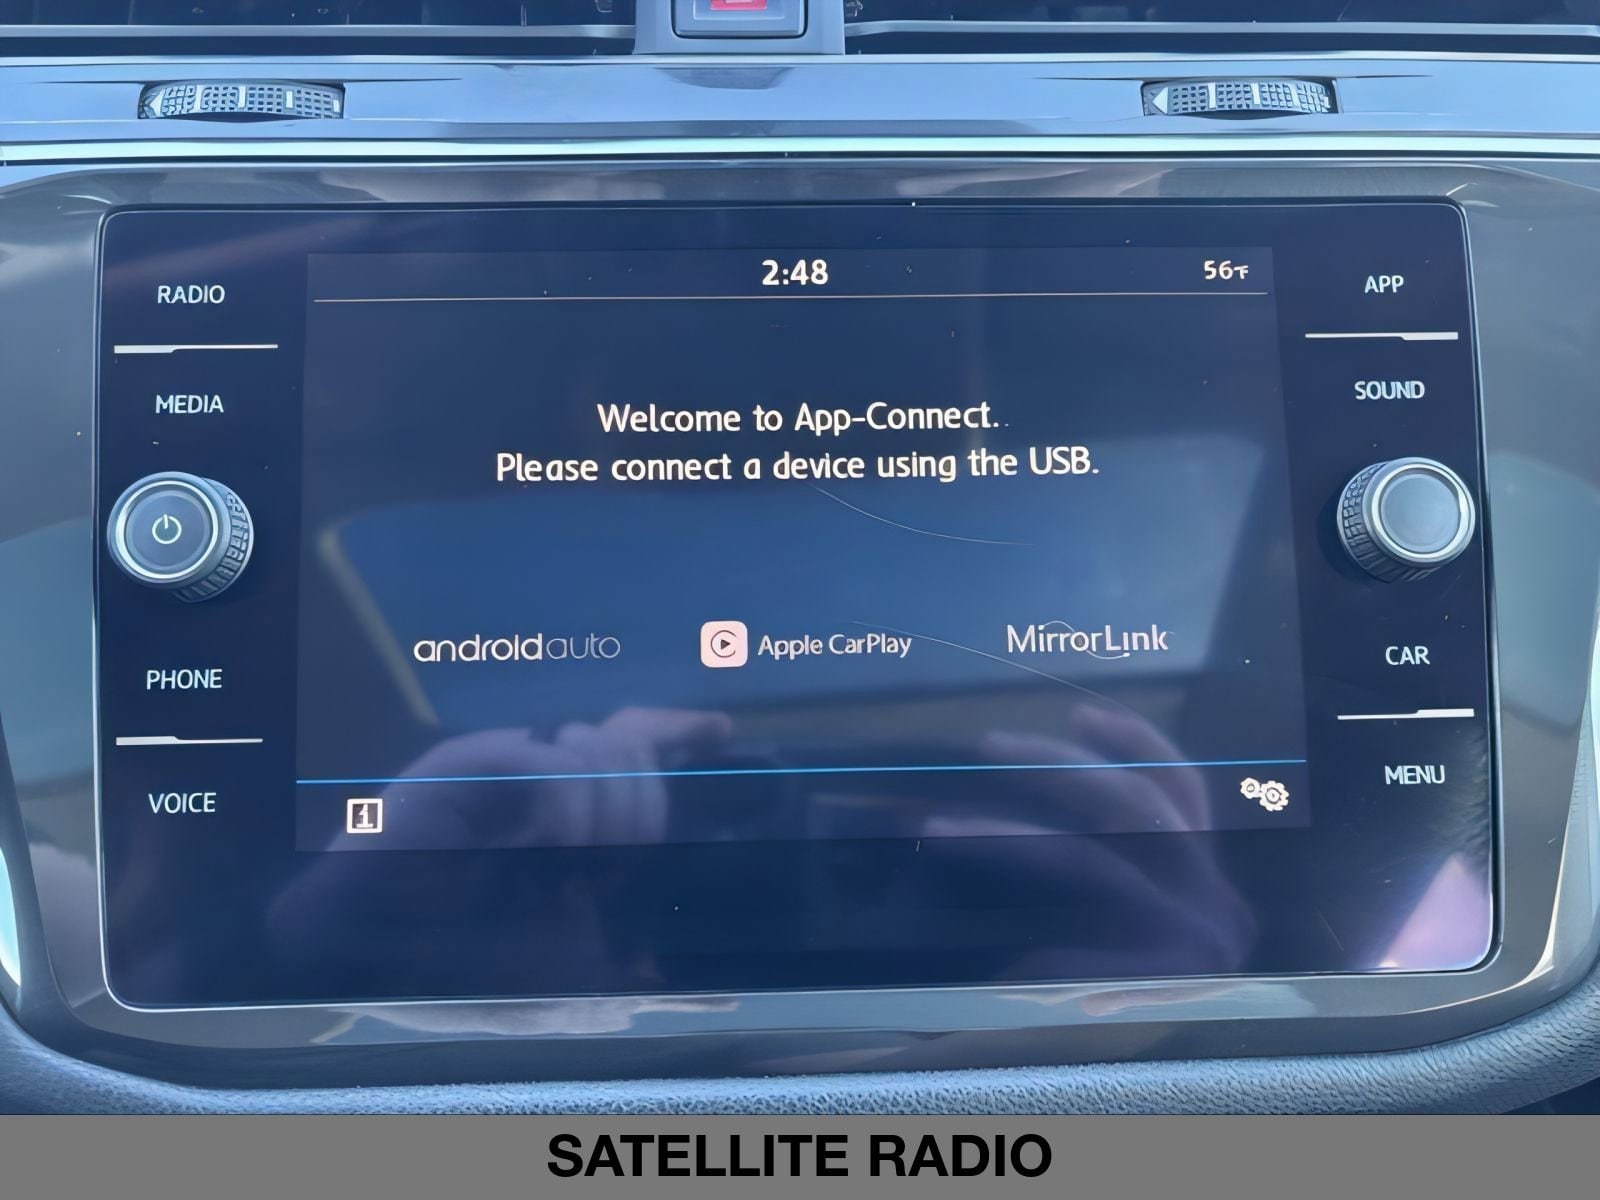 2:48
56°F
RADIO
MEDIA
PHONE
VOICE
APP
SOUND
CAR
MENU
Welcome to App-Connect.
Please connect a device using the USB.
androidauto
Apple CarPlay
MirrorLink
SATELLITE RADIO